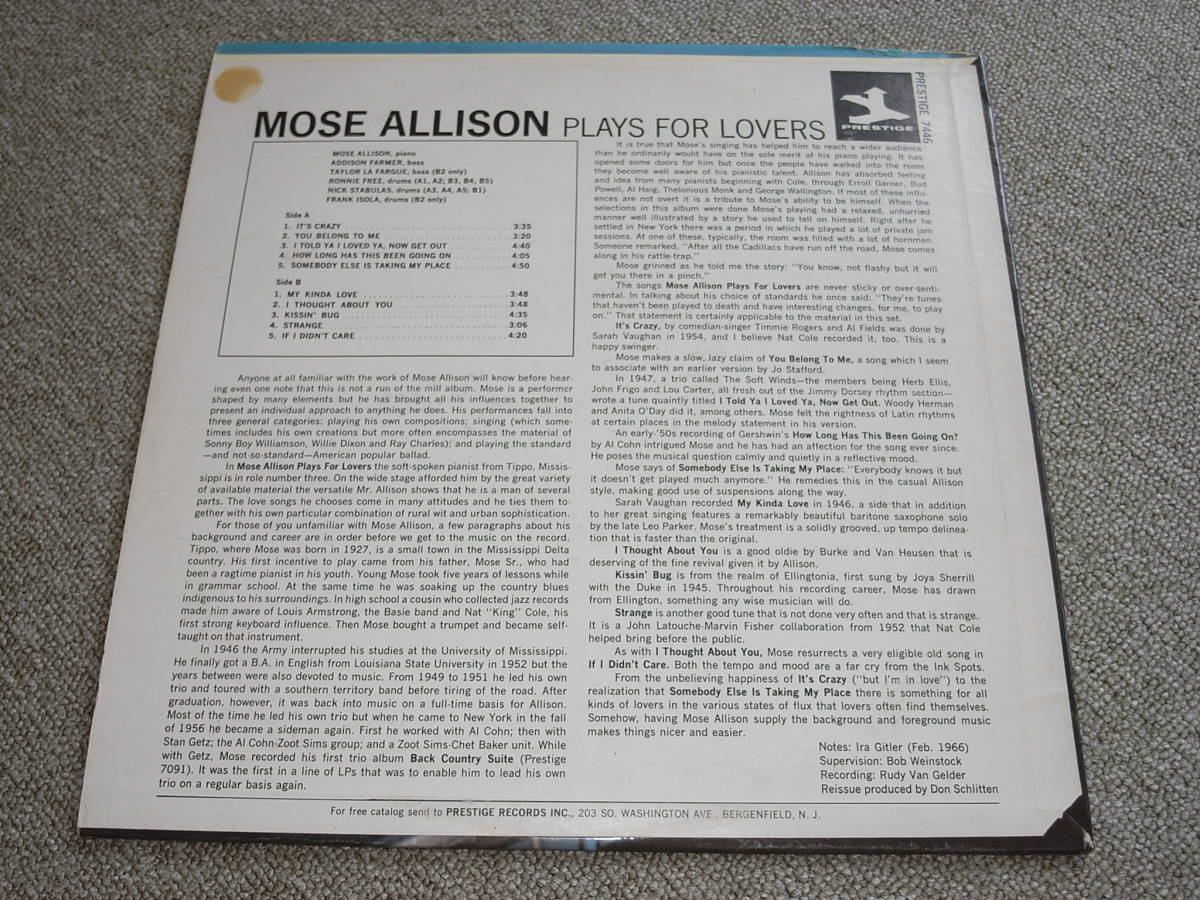 MOSE ALLISON PLAYS FOR LOVERS
PRESTIGE
PRESTIGE 7446
MOSE ALLISON, piano
ADDISON FARMER, bass
TAYLOR LA FARGUE, bass (B2 only)
RONNIE FREE, drums (A1, A2; B3, B4, B5)
NICK STABULAS, drums (A3, A4, A5; B1)
FRANK ISOLA, drums (B2 only)
Side A
1. IT'S CRAZY 3:35
2. YOU BELONG TO ME 3:20
3. I TOLD YA I LOVED YA, NOW GET OUT 4:40
4. HOW LONG HAS THIS BEEN GOING ON 4:05
5. SOMEBODY ELSE IS TAKING MY PLACE 4:50
Side B
1. MY KINDA LOVE 3:48
2. I THOUGHT ABOUT YOU 3:48
3. KISSIN' BUG 4:35
4. STRANGE 3:06
5. IF I DIDN'T CARE 4:20
Anyone at all familiar with the work of Mose Allison will know before hear-
ing even one note that this is not a run of the mill album. Mose is a performer
shaped by many elements but he has brought all his influences together to
present an individual approach to anything he does. His performances fall into
three general categories: playing his own compositions; singing (which some-
times includes his own creations but more often encompasses the material of
Sonny Boy Williamson, Willie Dixon and Ray Charles); and playing the standard
—and not-so-standard—American popular ballad.
In Mose Allison Plays For Lovers the soft-spoken pianist from Tippo, Missis-
sippi is in role number three. On the wide stage afforded him by the great variety
of available material the versatile Mr. Allison shows that he is a man of several
parts. The love songs he chooses come in many attitudes and he ties them to-
gether with his own particular combination of rural wit and urban sophistication.
For those of you unfamiliar with Mose Allison, a few paragraphs about his
background and career are in order before we get to the music on the record.
Tippo, where Mose was born in 1927, is a small town in the Mississippi Delta
country. His first incentive to play came from his father, Mose Sr., who had
been a ragtime pianist in his youth. Young Mose took five years of lessons while
in grammar school. At the same time he was soaking up the country blues
indigenous to his surroundings. In high school a cousin who collected jazz records
made him aware of Louis Armstrong, the Basie band and Nat "King" Cole, his
first strong keyboard influence. Then Mose bought a trumpet and became self-
taught on that instrument.
In 1946 the Army interrupted his studies at the University of Mississippi.
He finally got a B.A. in English from Louisiana State University in 1952 but the
years between were also devoted to music. From 1949 to 1951 he led his own
trio and toured with a southern territory band before tiring of the road. After
graduation, however, it was back into music on a full-time basis for Allison.
Most of the time he led his own trio but when he came to New York in the fall
of 1956 he became a sideman again. First he worked with Al Cohn; then with
Stan Getz; the Al Cohn-Zoot Sims group; and a Zoot Sims-Chet Baker unit. While
with Getz, Mose recorded his first trio album Back Country Suite (Prestige
7091). It was the first in a line of LPs that was to enable him to lead his own
trio on a regular basis again.
It is true that Mose's singing has helped him to reach a wider audience
than he ordinarily would have on the sole merit of his piano playing. It has
opened some doors for him but once the people have walked into the room
they become well aware of his pianistic talent. Allison has absorbed feeling
and idea from many pianists beginning with Cole, through Erroll Garner, Bud
Powell, Al Haig, Thelonious Monk and George Wallington. If most of these influ-
ences are not overt it is a tribute to Mose's ability to be himself. When the
selections in this album were done Mose's playing had a relaxed, unhurried
manner well illustrated by a story he used to tell on himself. Right after he
settled in New York there was a period in which he played a lot of private jam
sessions. At one of these, typically, the room was filled with a lot of hornmen.
Someone remarked, "After all the Cadillacs have run off the road, Mose comes
along in his rattle-trap."
Mose grinned as he told me the story: "You know, not flashy but it will
get you there in a pinch."
The songs Mose Allison Plays For Lovers are never sticky or over-senti-
mental. In talking about his choice of standards he once said: "They're tunes
that haven't been played to death and have interesting changes, for me, to play
on." That statement is certainly applicable to the material in this set.
It's Crazy, by comedian-singer Timmie Rogers and Al Fields was done by
Sarah Vaughan in 1954, and I believe Nat Cole recorded it, too. This is a
happy swinger.
Mose makes a slow, lazy claim of You Belong To Me, a song which I seem
to associate with an earlier version by Jo Stafford.
In 1947, a trio called The Soft Winds—the members being Herb Ellis,
John Frigo and Lou Carter, all fresh out of the Jimmy Dorsey rhythm section—
wrote a tune quaintly titled I Told Ya I Loved Ya, Now Get Out. Woody Herman
and Anita O'Day did it, among others. Mose felt the rightness of Latin rhythms
at certain places in the melody statement in his version.
An early-'50s recording of Gershwin's How Long Has This Been Going On?
by Al Cohn intrigued Mose and he has had an affection for the song ever since.
He poses the musical question calmly and quietly in a reflective mood.
Mose says of Somebody Else Is Taking My Place: "Everybody knows it but
it doesn't get played much anymore." He remedies this in the casual Allison
style, making good use of suspensions along the way.
Sarah Vaughan recorded My Kinda Love in 1946, a side that in addition
to her great singing features a remarkably beautiful baritone saxophone solo
by the late Leo Parker. Mose's treatment is a solidly grooved, up tempo delinea-
tion that is faster than the original.
I Thought About You is a good oldie by Burke and Van Heusen that is
deserving of the fine revival given it by Allison.
Kissin' Bug is from the realm of Ellingtonia, first sung by Joya Sherrill
with the Duke in 1945. Throughout his recording career, Mose has drawn
from Ellington, something any wise musician will do.
Strange is another good tune that is not done very often and that is strange.
It is a John Latouche-Marvin Fisher collaboration from 1952 that Nat Cole
helped bring before the public.
As with I Thought About You, Mose resurrects a very eligible old song in
If I Didn't Care. Both the tempo and mood are a far cry from the Ink Spots.
From the unbelieving happiness of It's Crazy ("but I'm in love") to the
realization that Somebody Else Is Taking My Place there is something for all
kinds of lovers in the various states of flux that lovers often find themselves.
Somehow, having Mose Allison supply the background and foreground music
makes things nicer and easier.
Notes: Ira Gitler (Feb. 1966)
Supervision: Bob Weinstock
Recording: Rudy Van Gelder
Reissue produced by Don Schlitten
For free catalog send to PRESTIGE RECORDS INC., 203 SO. WASHINGTON AVE., BERGENFIELD, N. J.